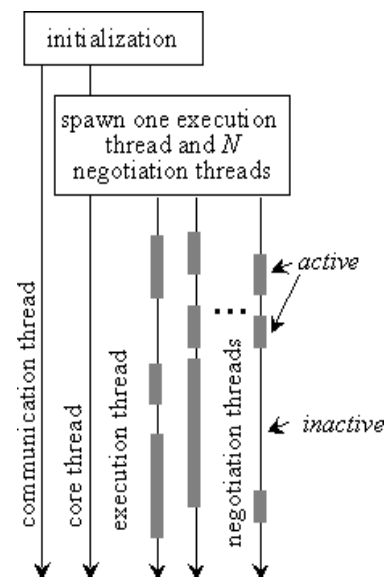 initialization
spawn one execution
thread and N
negotiation threads
active
...
inactive
communication thread
core thread
execution thread
negotiation threads